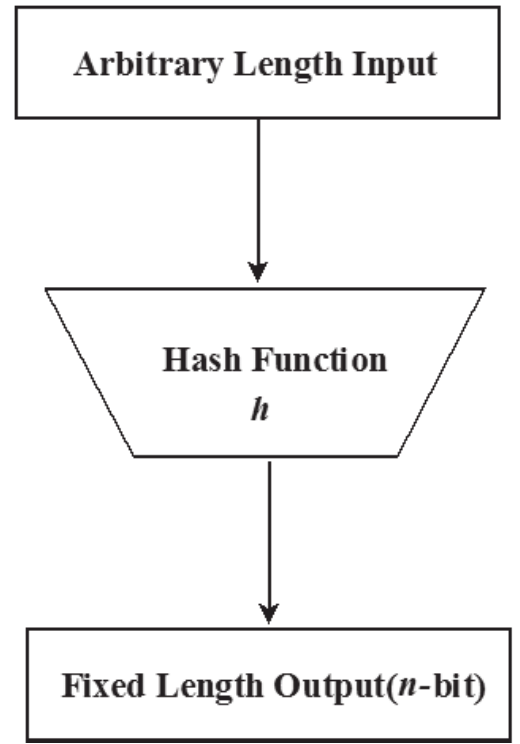 Arbitrary Length Input
Hash Function
h
Fixed Length Output(n-bit)